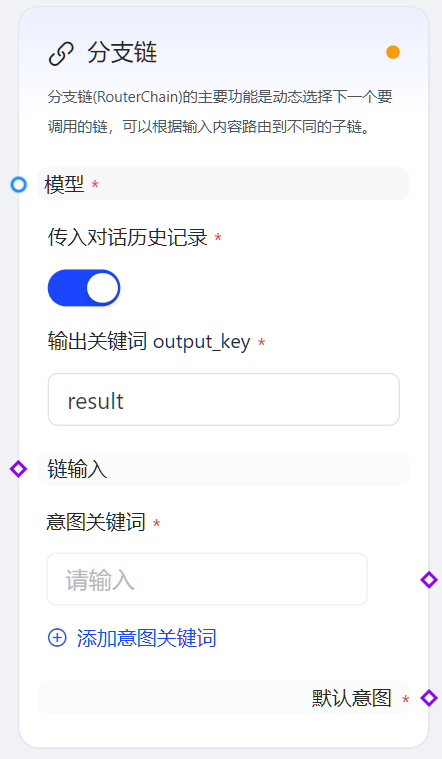 分支链
分支链(RouterChain)的主要功能是动态选择下一个要
调用的链，可以根据输入内容路由到不同的子链。
模型 *
传入对话历史记录 *
输出关键词 output_key *
result
链输入
意图关键词 *
请输入
添加意图关键词
默认意图 *